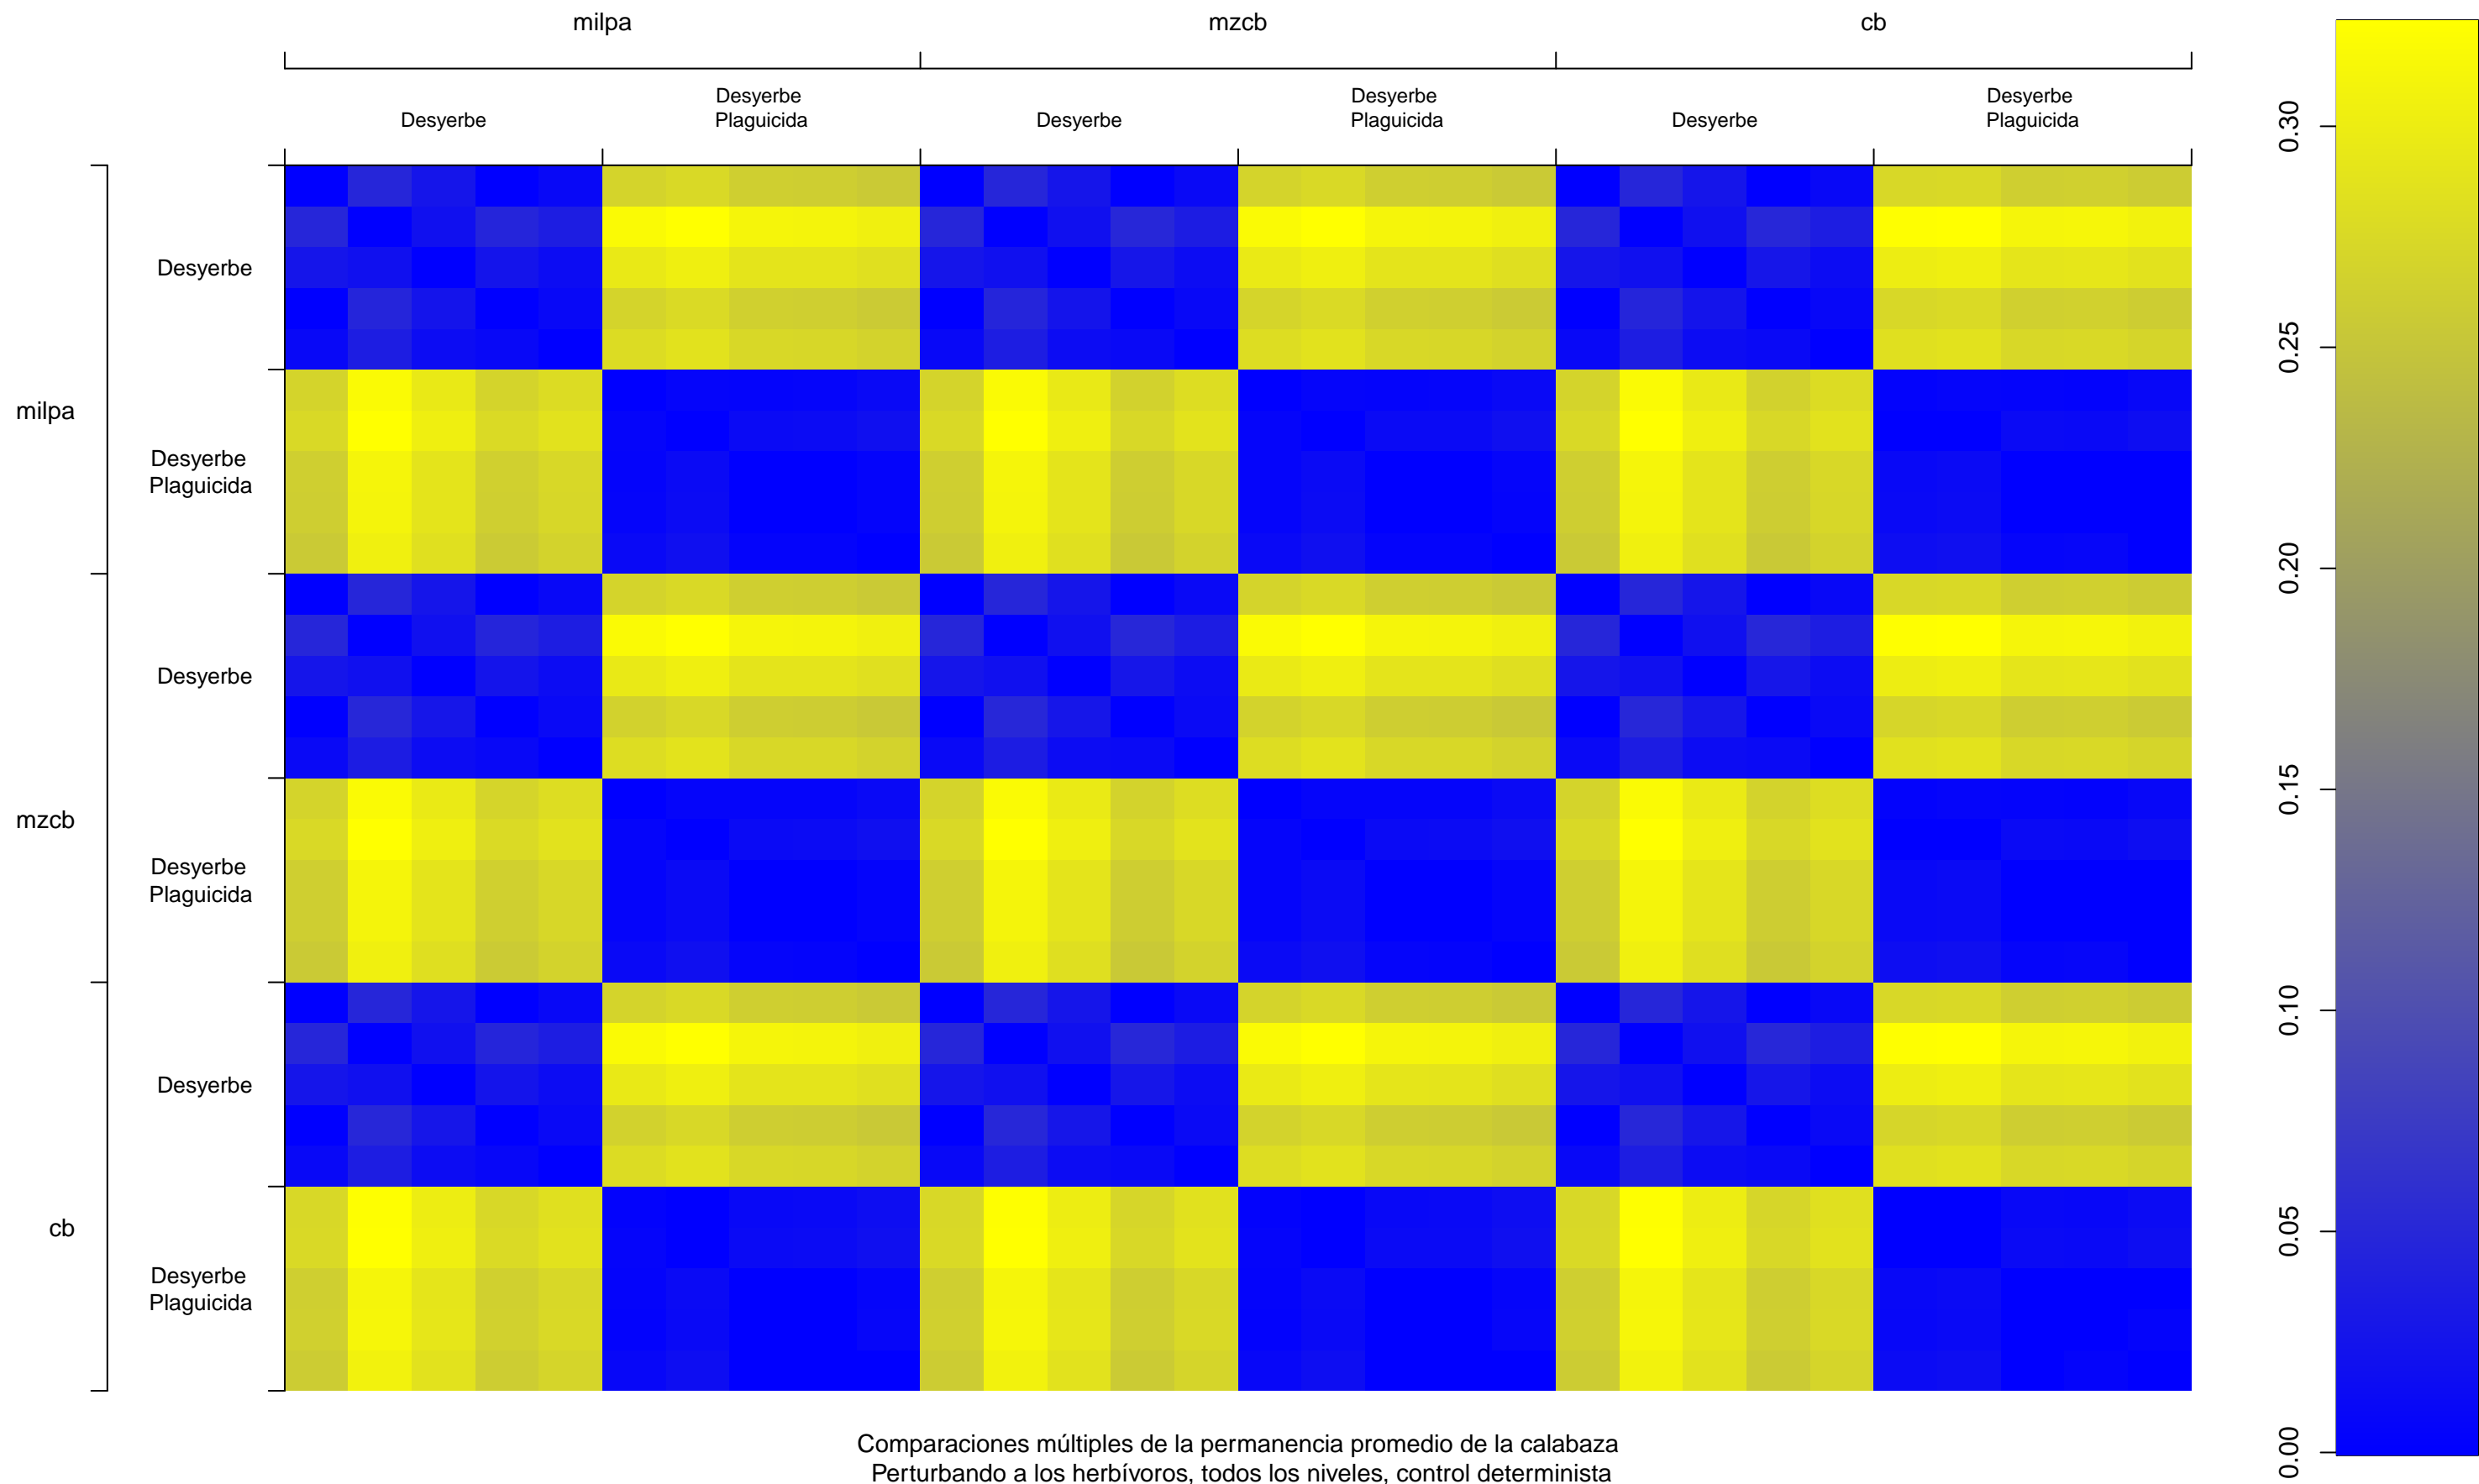 milpa mzcb cb
Desyerbe Desyerbe Desyerbe Desyerbe Desyerbe Desyerbe
Plaguicida Plaguicida Plaguicida
milpa
Desyerbe
Desyerbe
Plaguicida
mzcb
Desyerbe
Desyerbe
Plaguicida
cb
Desyerbe
Desyerbe
Plaguicida
0.30
0.25
0.20
0.15
0.10
0.05
0.00
Comparaciones múltiples de la permanencia promedio de la calabaza
Perturbando a los herbívoros, todos los niveles, control determinista